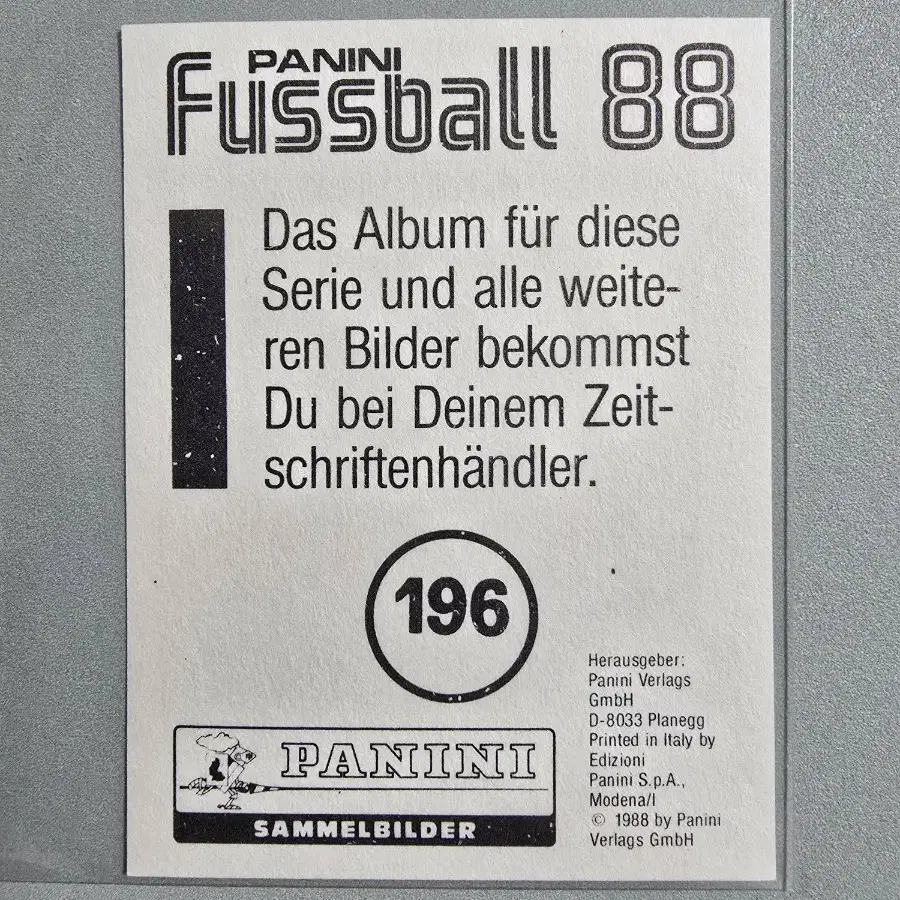 PANINI
Fussball 88
Das Album für diese
Serie und alle weite-
ren Bilder bekommst
Du bei Deinem Zeit-
schriftenhändler.
196
Herausgeber:
Panini Verlags
GmbH
D-8033 Planegg
Printed in Italy by
Edizioni
Panini S.p.A.,
Modena/I
© 1988 by Panini
Verlags GmbH
PANINI
SAMMELBILDER